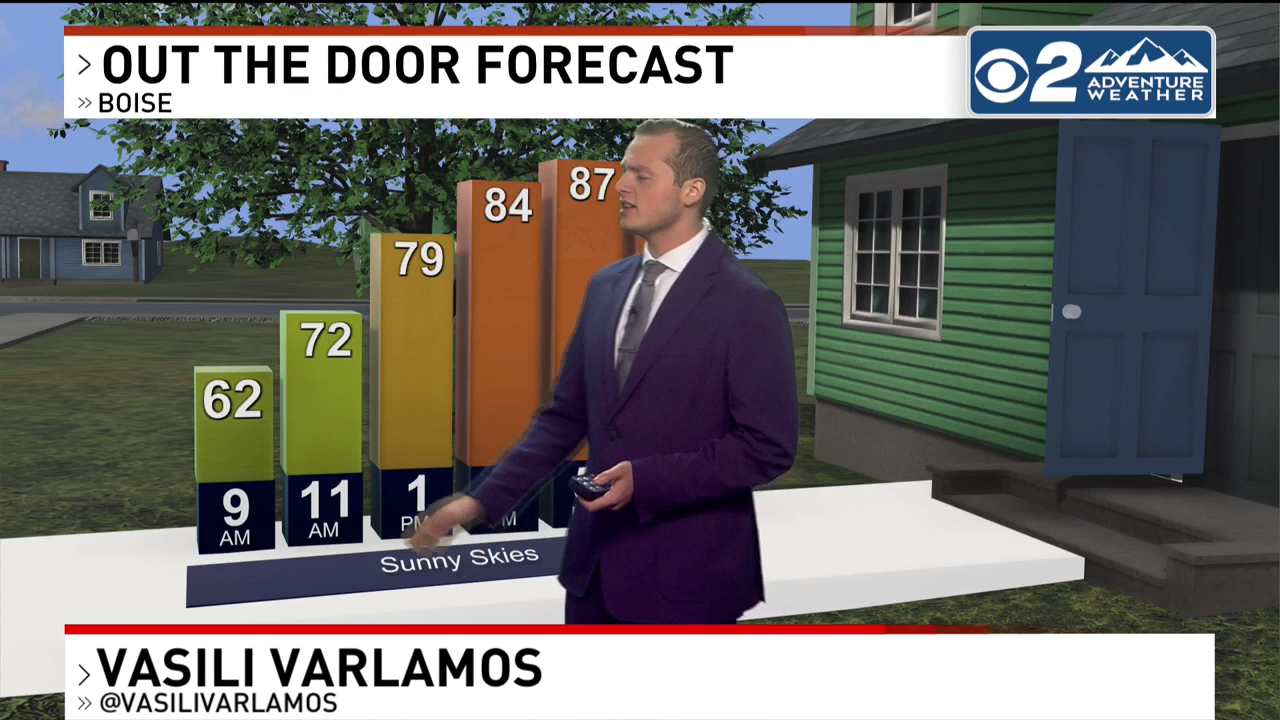 > OUT THE DOOR FORECAST
» BOISE
2
ADVENTURE
WEATHER
87
84
79
72
62
9
AM
11
AM
1
PM
Sunny Skies
> VASILI VARLAMOS
» @VASILIVARLAMOS